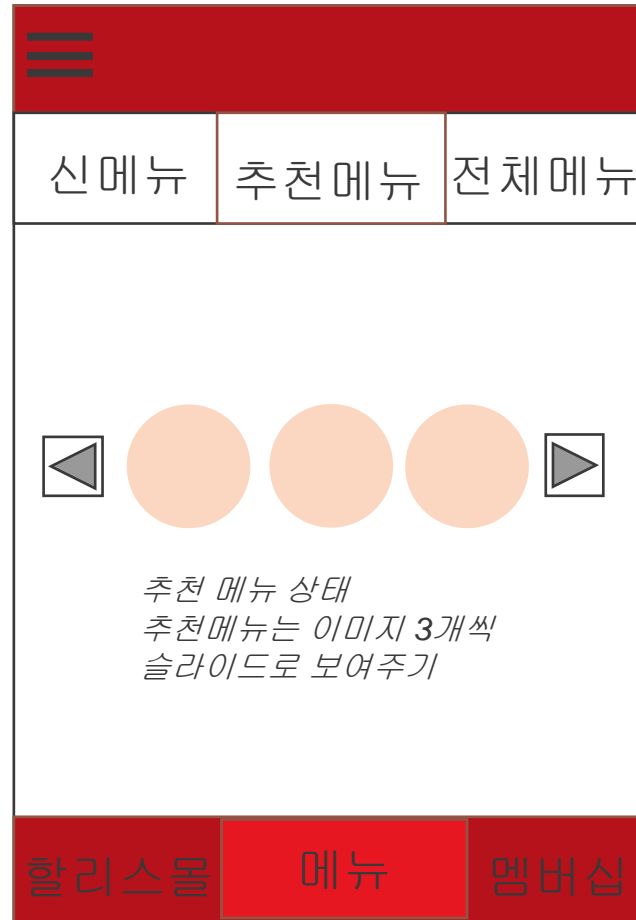 신메뉴
추천메뉴
전체메뉴
추천 메뉴 상태
추천메뉴는 이미지 3개씩
슬라이드로 보여주기
할리스몰
메뉴
멤버십